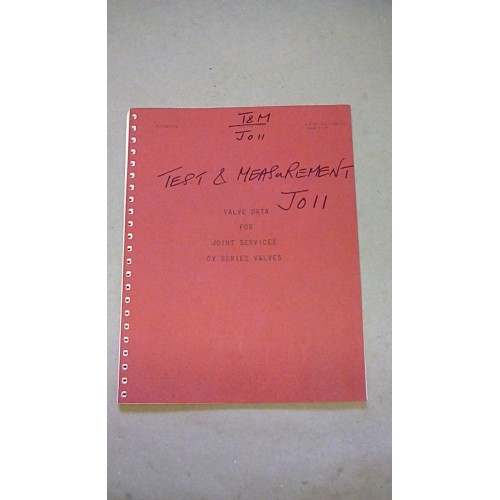 T&M
J011
TEST & MEASUREMENT
J011
VALVE DATA
FOR
JOINT SERVICES
CV SERIES VALVES